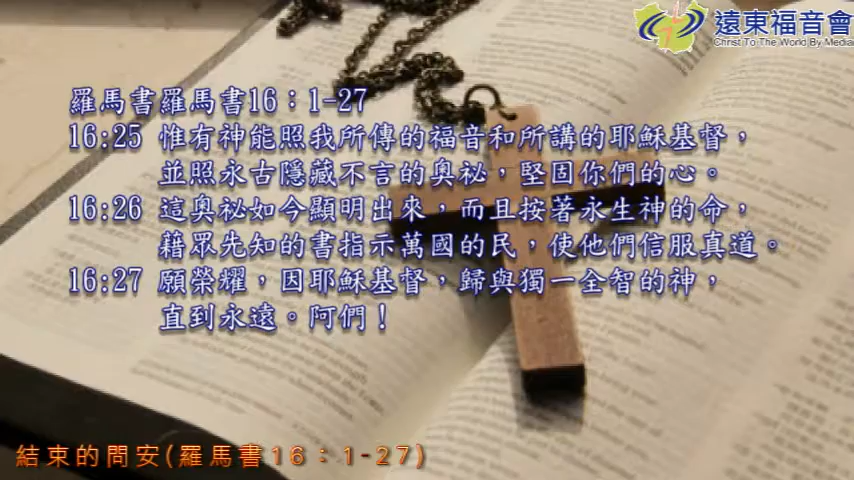 遠東福音會
Christ To The World By Media
羅馬書羅馬書16：1-27
16:25 惟有神能照我所傳的福音和所講的耶穌基督，
並照永古隱藏不言的奧祕，堅固你們的心。
16:26 這奧祕如今顯明出來，而且按著永生神的命，
藉眾先知的書指示萬國的民，使他們信服真道。
16:27 願榮耀，因耶穌基督，歸與獨一全智的神，
直到永遠。阿們！
結束的問安(羅馬書16：1-27)